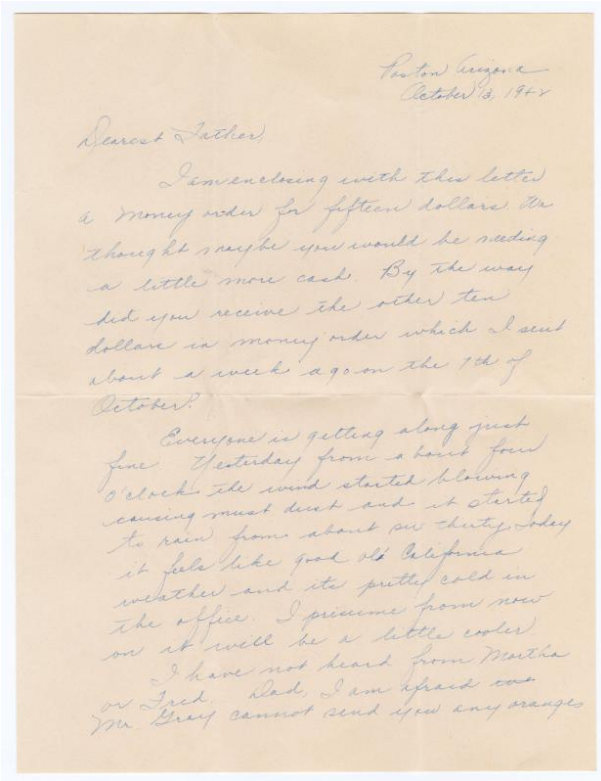 Poston Arizona
October 13, 1942
Dearest Father,
I am enclosing with this letter
a money order for fifteen dollars. We
thought maybe you would be needing
a little more cash. By the way
did you receive the other ten
dollars in money order which I sent
about a week ago on the 7th of
October?
Everyone is getting along just
fine. Yesterday from about four
o'clock the wind started blowing
causing must dust and it started
to rain from about six thirty. Today
it feels like good old California
weather and its pretty cold in
the office. I presume from now
on it will be a little cooler.
I have not heard from Martha
or Fred. Dad, I am afraid
Mr. Gray cannot send you any oranges